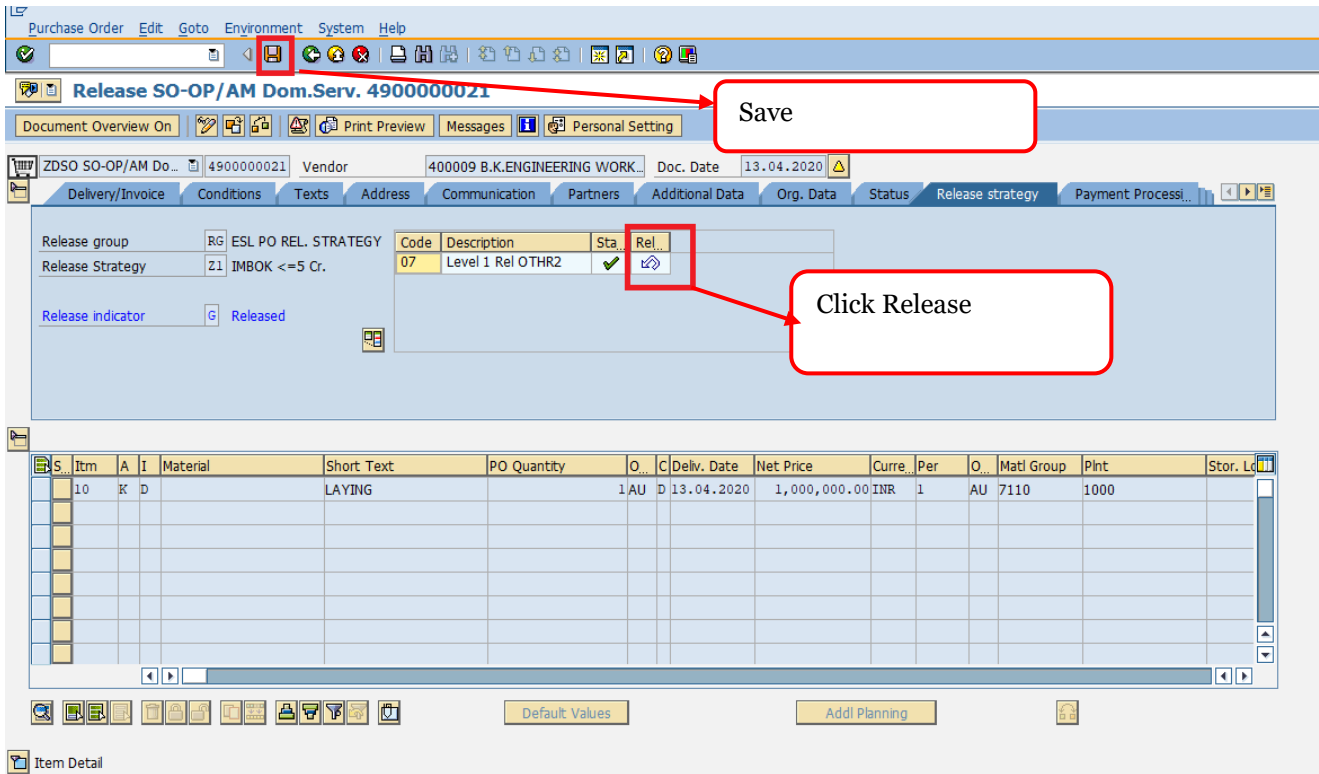 Purchase Order Edit Goto Environment System Help
Release SO-OP/AM Dom.Serv. 4900000021
Save
Document Overview On Print Preview Messages Personal Setting
ZDSO SO-OP/AM Do... 4900000021 Vendor 400009 B.K.ENGINEERING WORK... Doc. Date 13.04.2020
Delivery/Invoice Conditions Texts Address Communication Partners Additional Data Org. Data Status Release strategy Payment Processi...
Release group RG ESL PO REL. STRATEGY Code Description Sta... Rel...
Release Strategy Z1 IMBOK <=5 Cr. 07 Level 1 Rel OTHR2
Click Release
Release indicator G Released
S... Itm A I Material Short Text PO Quantity O... C Deliv. Date Net Price Curre... Per O... Matl Group Plnt Stor. Lo
10 K D LAYING 1 AU D 13.04.2020 1,000,000.00 INR 1 AU 7110 1000
Default Values Addl Planning
Item Detail